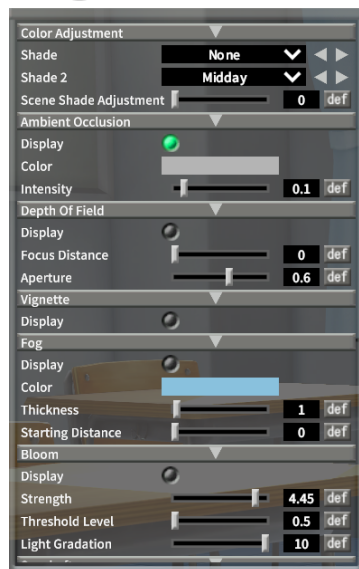 Color Adjustment
Shade None
Shade 2 Midday
Scene Shade Adjustment 0 def
Ambient Occlusion
Display
Color
Intensity 0.1 def
Depth Of Field
Display
Focus Distance 0 def
Aperture 0.6 def
Vignette
Display
Fog
Display
Color
Thickness 1 def
Starting Distance 0 def
Bloom
Display
Strength 4.45 def
Threshold Level 0.5 def
Light Gradation 10 def